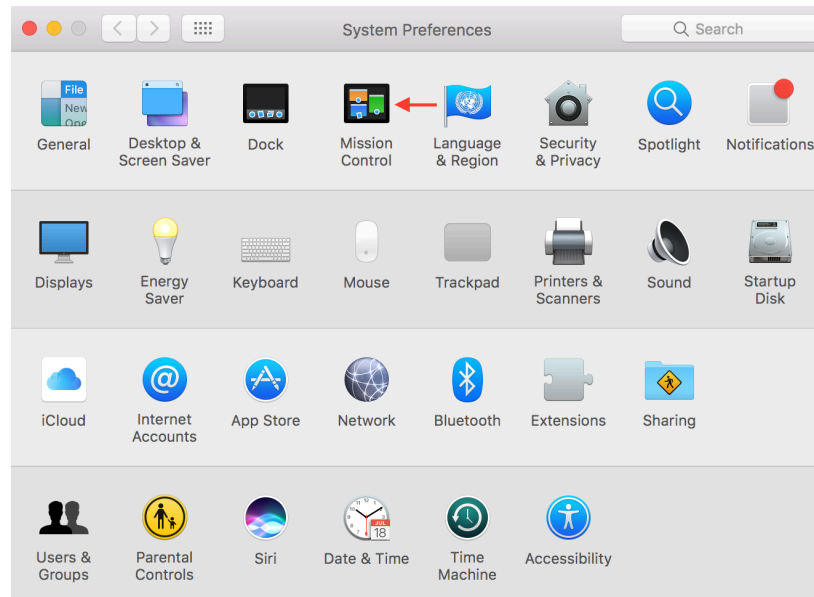 System Preferences
Search
File
New
Ope
General
Desktop &
Screen Saver
Dock
Mission
Control
Language
& Region
Security
& Privacy
Spotlight
Notifications
Displays
Energy
Saver
Keyboard
Mouse
Trackpad
Printers &
Scanners
Sound
Startup
Disk
iCloud
@
Internet
Accounts
App Store
Network
Bluetooth
Extensions
Sharing
Users &
Groups
Parental
Controls
Siri
JUL
18
Date & Time
Time
Machine
Accessibility